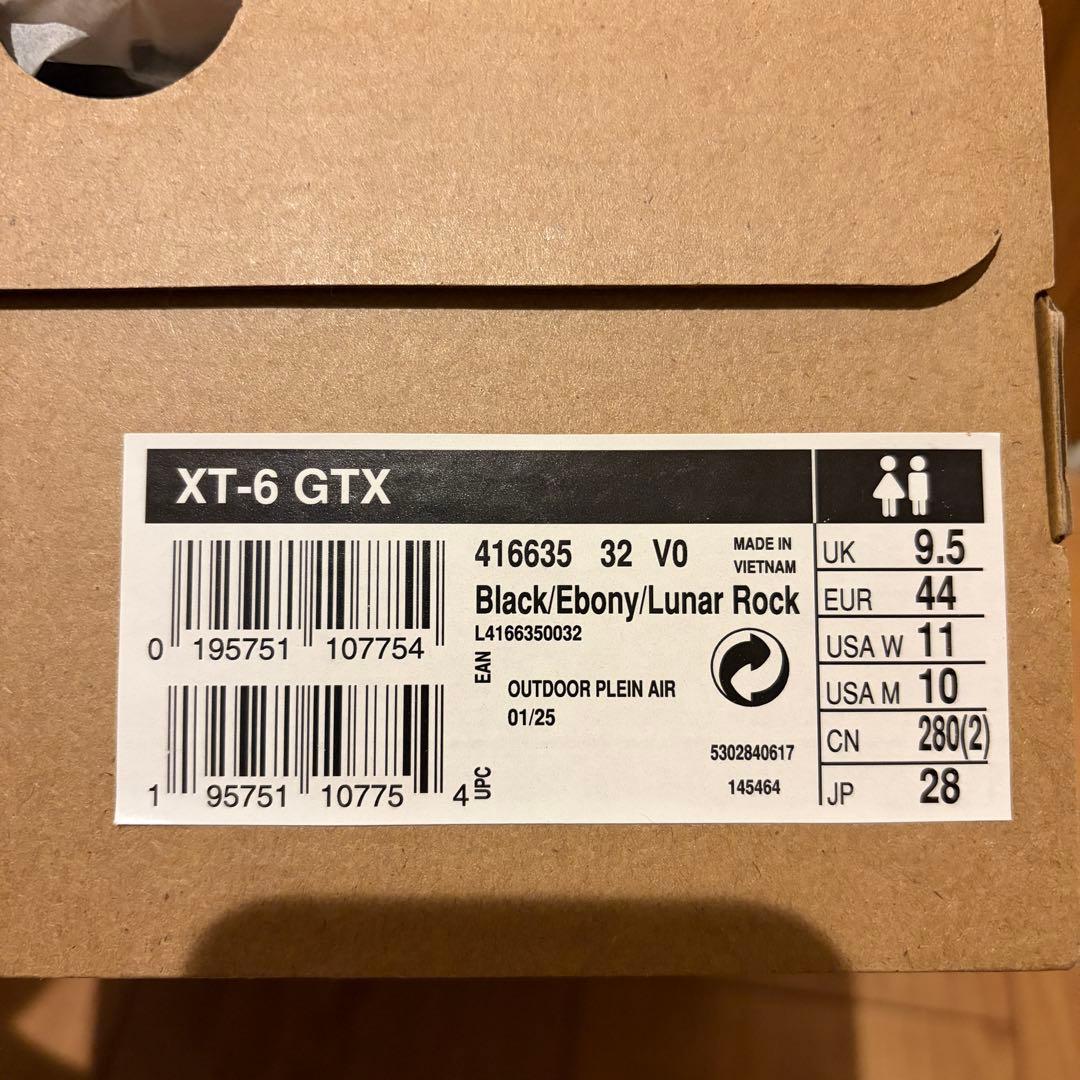 XT-6 GTX
416635 32 V0
MADE IN
VIETNAM
Black/Ebony/Lunar Rock
L4166350032
0 195751 107754
EAN
OUTDOOR PLEIN AIR
01/25
5302840617
145464
1 95751 10775 4
UPC
UK 9.5
EUR 44
USA W 11
USA M 10
CN 280(2)
JP 28